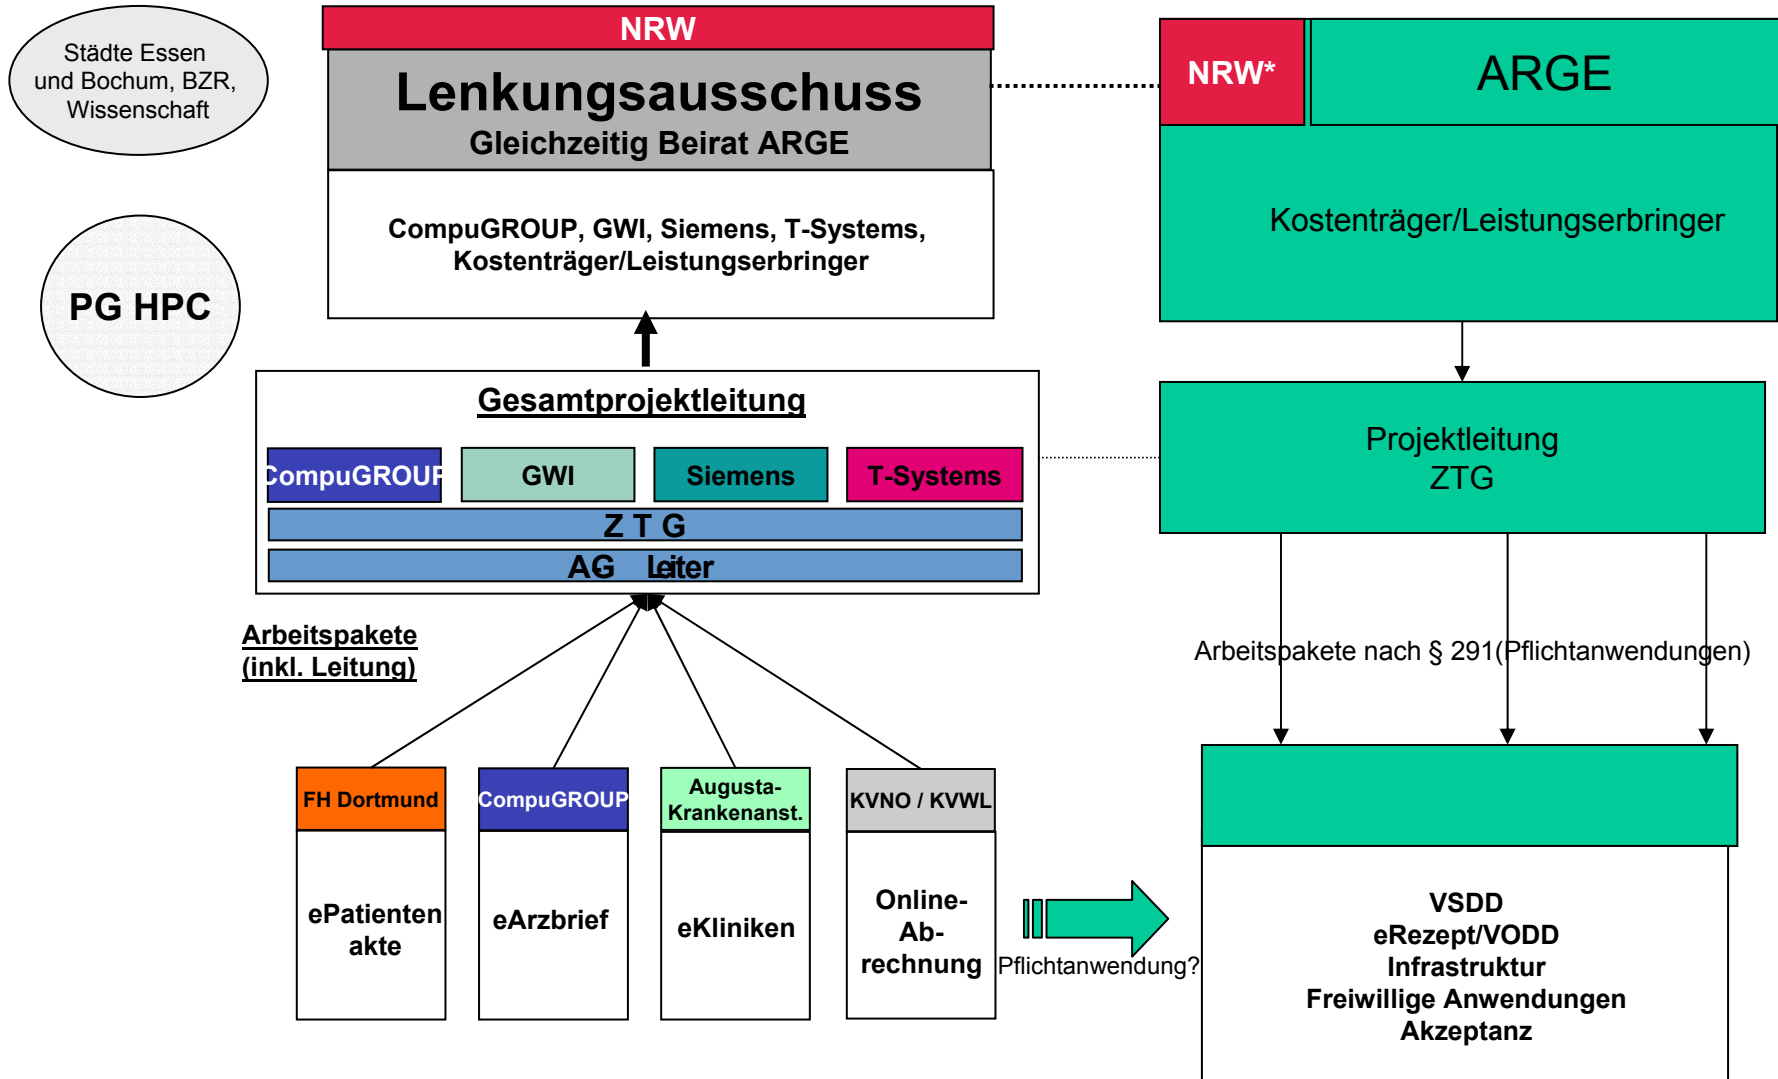 Städte Essen
und Bochum, BZR,
Wissenschaft
PG HPC
NRW
Lenkungsausschuss
Gleichzeitig Beirat ARGE
CompuGROUP, GWI, Siemens, T-Systems,
Kostenträger/Leistungserbringer
NRW*
ARGE
Kostenträger/Leistungserbringer
Gesamtprojektleitung
CompuGROUP
GWI
Siemens
T-Systems
Z T G
AG- Leiter
Projektleitung
ZTG
Arbeitspakete
(inkl. Leitung)
Arbeitspakete nach § 291(Pflichtanwendungen)
FH Dortmund
ePatienten
akte
CompuGROUP
eArzbrief
Augusta-
Krankenanst.
eKliniken
KVNO / KVWL
Online-
Ab-
rechnung
Pflichtanwendung?
VSDD
eRezept/VODD
Infrastruktur
Freiwillige Anwendungen
Akzeptanz